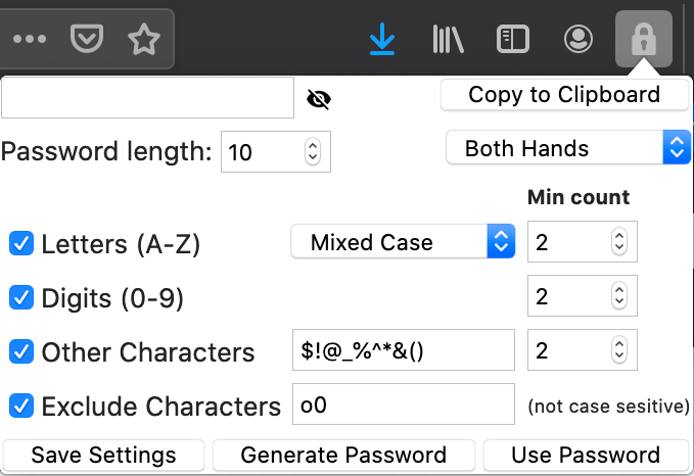 Copy to Clipboard
Password length: 10 Both Hands
Min count
Letters (A-Z) Mixed Case 2
Digits (0-9) 2
Other Characters $!@_%^*&() 2
Exclude Characters o0 (not case sesitive)
Save Settings Generate Password Use Password